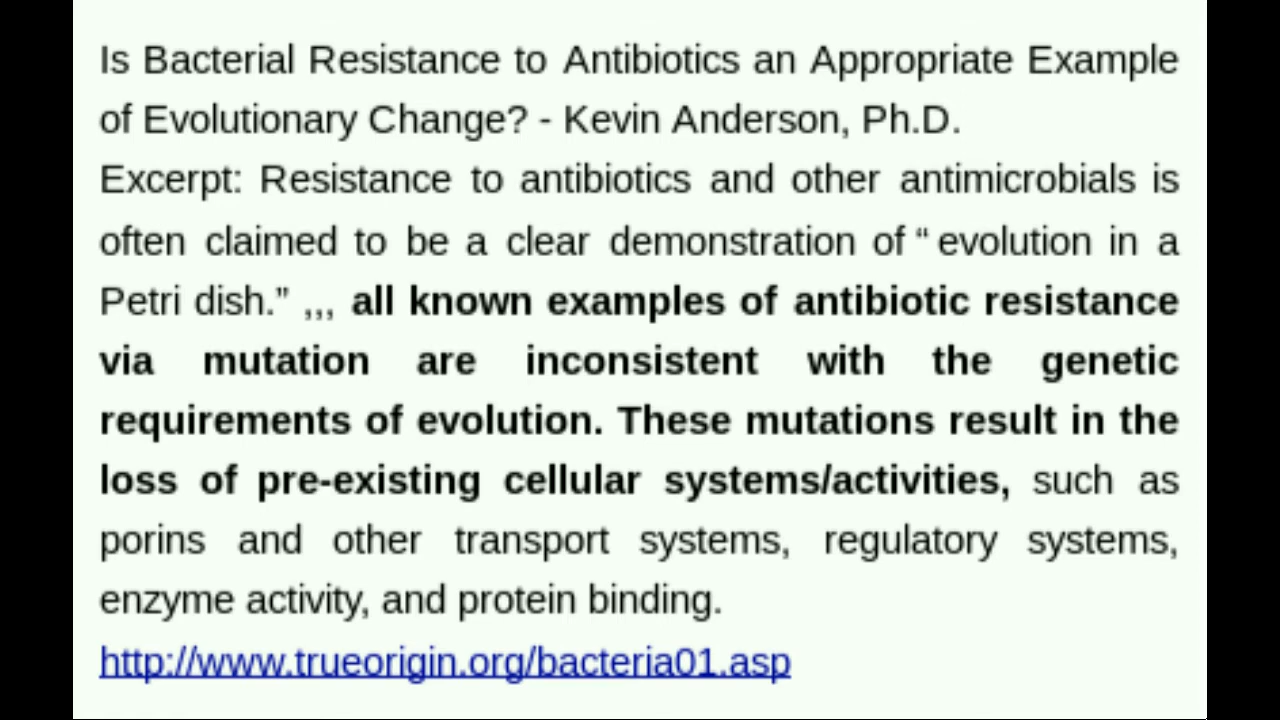 Is Bacterial Resistance to Antibiotics an Appropriate Example
of Evolutionary Change? - Kevin Anderson, Ph.D.
Excerpt: Resistance to antibiotics and other antimicrobials is
often claimed to be a clear demonstration of “ evolution in a
Petri dish.” ,,, all known examples of antibiotic resistance
via mutation are inconsistent with the genetic
requirements of evolution. These mutations result in the
loss of pre-existing cellular systems/activities, such as
porins and other transport systems, regulatory systems,
enzyme activity, and protein binding.
http://www.trueorigin.org/bacteria01.asp